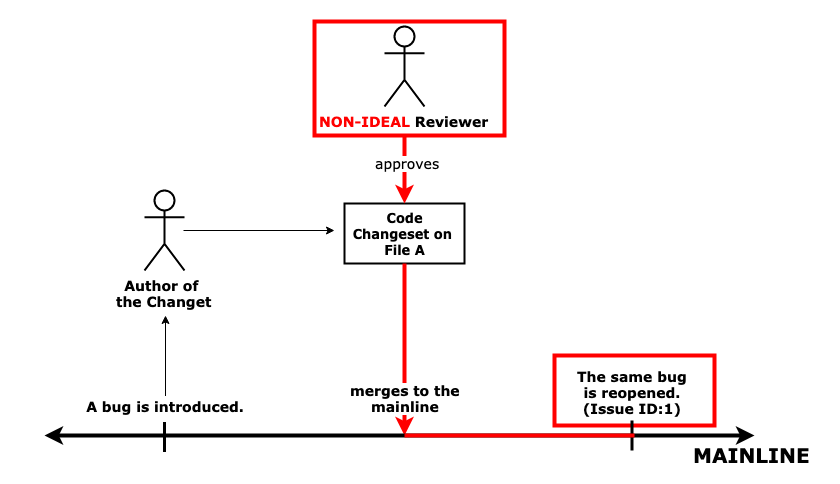 NON-IDEAL Reviewer
approves
Code
Changeset on
File A
Author of
the Changet
A bug is introduced.
merges to the
mainline
The same bug
is reopened.
(Issue ID:1)
MAINLINE